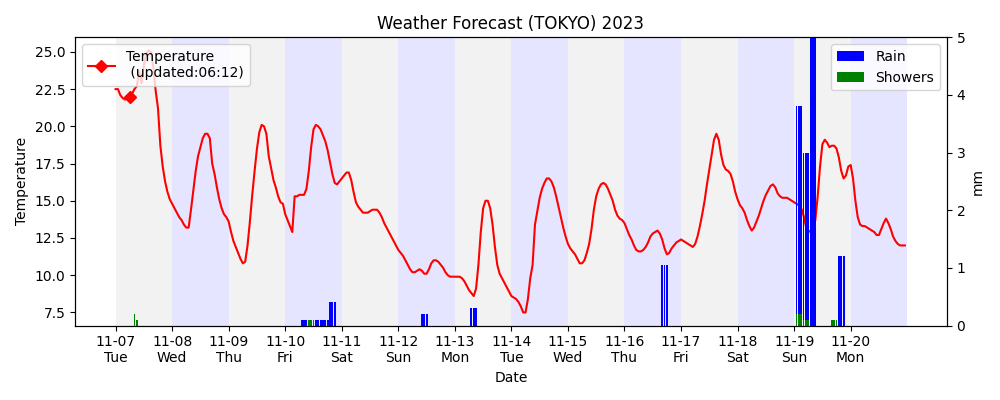 Weather Forecast (TOKYO) 2023
Temperature
(updated:06:12)
Rain
Showers
25.0
22.5
20.0
17.5
15.0
12.5
10.0
7.5
Temperature
5
4
3
2
1
0
mm
11-07 11-08 11-09 11-10 11-11 11-12 11-13 11-14 11-15 11-16 11-17 11-18 11-19 11-20
Tue Wed Thu Fri Sat Sun Mon Tue Wed Thu Fri Sat Sun Mon
Date